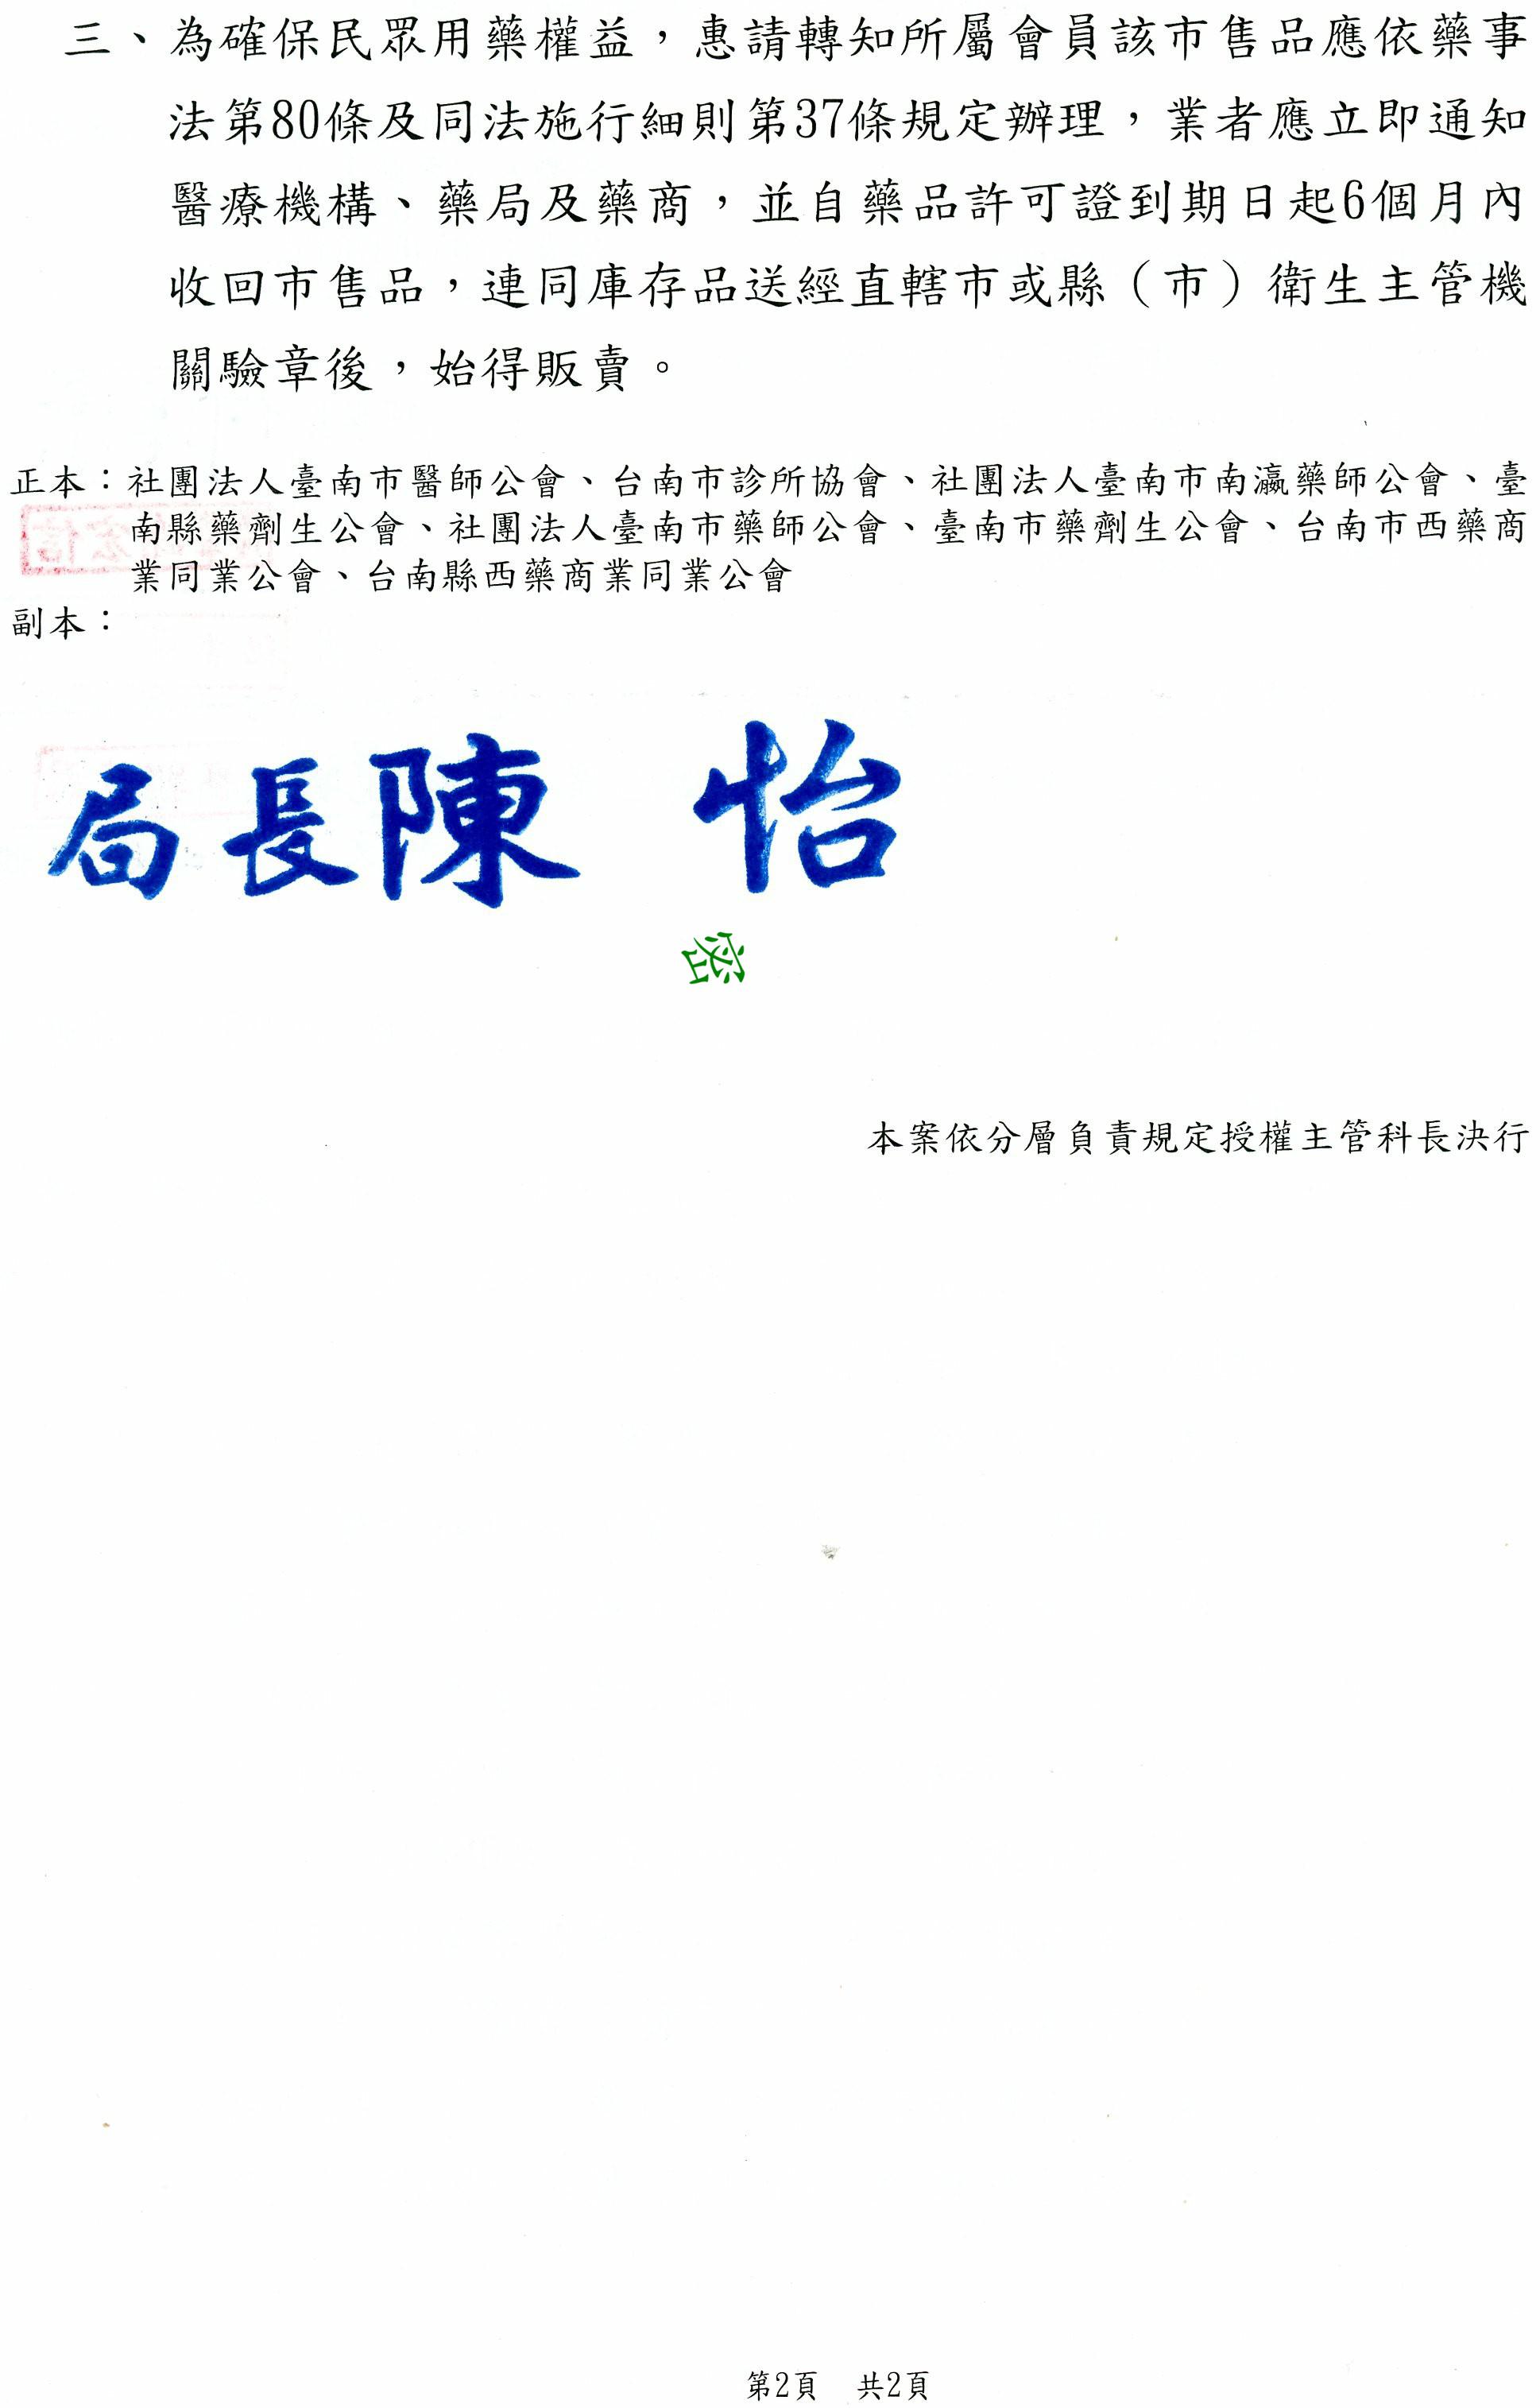 三、為確保民眾用藥權益，惠請轉知所屬會員該市售品應依藥事
法第80條及同法施行細則第37條規定辦理，業者應立即通知
醫療機構、藥局及藥商，並自藥品許可證到期日起6個月內
收回市售品，連同庫存品送經直轄市或縣（市）衛生主管機
關驗章後，始得販賣。
正本：社團法人臺南市醫師公會、台南市診所協會、社團法人臺南市南瀛藥師公會、臺
南縣藥劑生公會、社團法人臺南市藥師公會、臺南市藥劑生公會、台南市西藥商
業同業公會、台南縣西藥商業同業公會
副本：
局長陳 怡
密
本案依分層負責規定授權主管科長決行
第2頁 共2頁